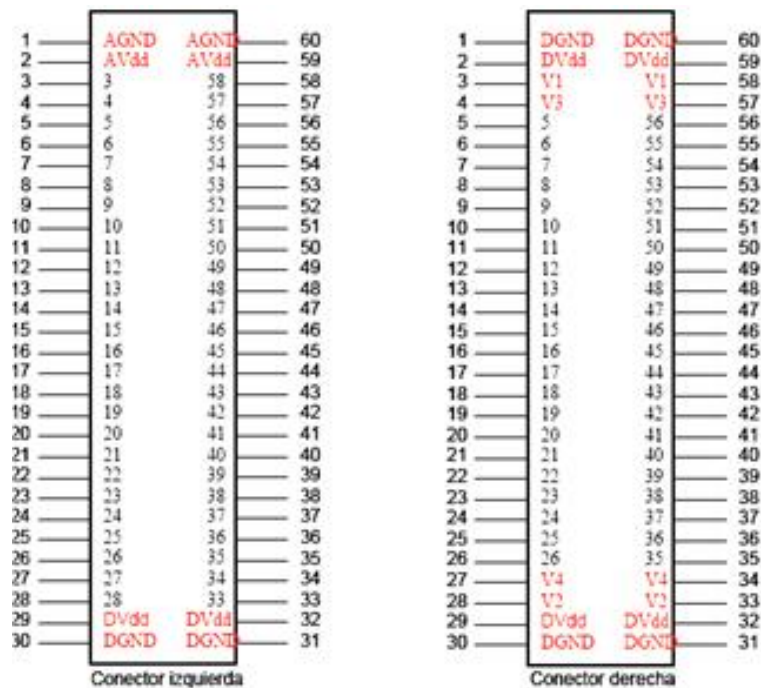 1 AGND AGND 60
2 AVdd AVdd 59
3 3 58 58
4 4 57 57
5 5 56 56
6 6 55 55
7 7 54 54
8 8 53 53
9 9 52 52
10 10 51 51
11 11 50 50
12 12 49 49
13 13 48 48
14 14 47 47
15 15 46 46
16 16 45 45
17 17 44 44
18 18 43 43
19 19 42 42
20 20 41 41
21 21 40 40
22 22 39 39
23 23 38 38
24 24 37 37
25 25 36 36
26 26 35 35
27 27 34 34
28 28 33 33
29 DVdd DVdd 32
30 DGND DGND 31
Conector izquierda
1 DGND DGND 60
2 DVdd DVdd 59
3 V1 V1 58
4 V3 V3 57
5 5 56 56
6 6 55 55
7 7 54 54
8 8 53 53
9 9 52 52
10 10 51 51
11 11 50 50
12 12 49 49
13 13 48 48
14 14 47 47
15 15 46 46
16 16 45 45
17 17 44 44
18 18 43 43
19 19 42 42
20 20 41 41
21 21 40 40
22 22 39 39
23 23 38 38
24 24 37 37
25 25 36 36
26 26 35 35
27 V4 V4 34
28 V2 V2 33
29 DVdd DVdd 32
30 DGND DGND 31
Conector derecha